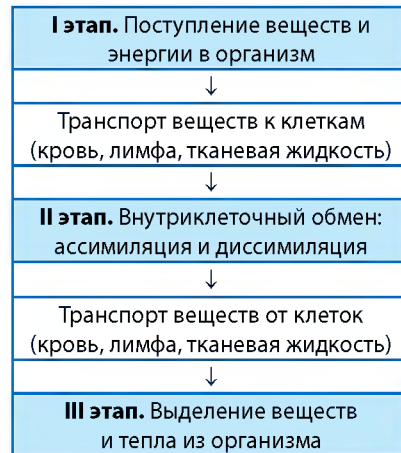 I этап. Поступление веществ и
энергии в организм
↓
Транспорт веществ к клеткам
(кровь, лимфа, тканевая жидкость)
↓
II этап. Внутриклеточный обмен:
ассимиляция и диссимиляция
↓
Транспорт веществ от клеток
(кровь, лимфа, тканевая жидкость)
↓
III этап. Выделение веществ
и тепла из организма